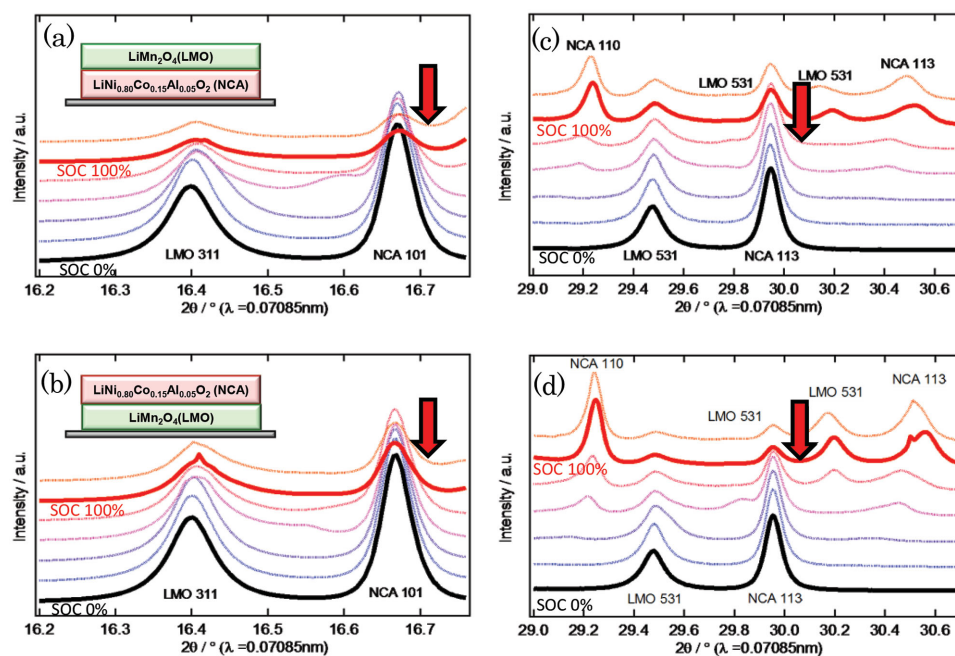 (a)
LiMn2O4(LMO)
LiNi0.80Co0.15Al0.05O2 (NCA)
Intensity / a.u.
SOC 100%
SOC 0%
LMO 311
NCA 101
16.2 16.3 16.4 16.5 16.6 16.7
2θ / ° (λ =0.07085nm)
(c)
NCA 110
LMO 531
LMO 531
NCA 113
Intensity / a.u.
SOC 100%
SOC 0%
LMO 531
NCA 113
29.0 29.2 29.4 29.6 29.8 30.0 30.2 30.4 30.6
2θ / ° (λ =0.07085nm)
(b)
LiNi0.80Co0.15Al0.05O2 (NCA)
LiMn2O4(LMO)
Intensity / a.u.
SOC 100%
SOC 0%
LMO 311
NCA 101
16.2 16.3 16.4 16.5 16.6 16.7
2θ / ° (λ =0.07085nm)
(d)
NCA 110
LMO 531
LMO 531
NCA 113
Intensity / a.u.
SOC 100%
SOC 0%
LMO 531
NCA 113
29.0 29.2 29.4 29.6 29.8 30.0 30.2 30.4 30.6
2θ / ° (λ =0.07085nm)